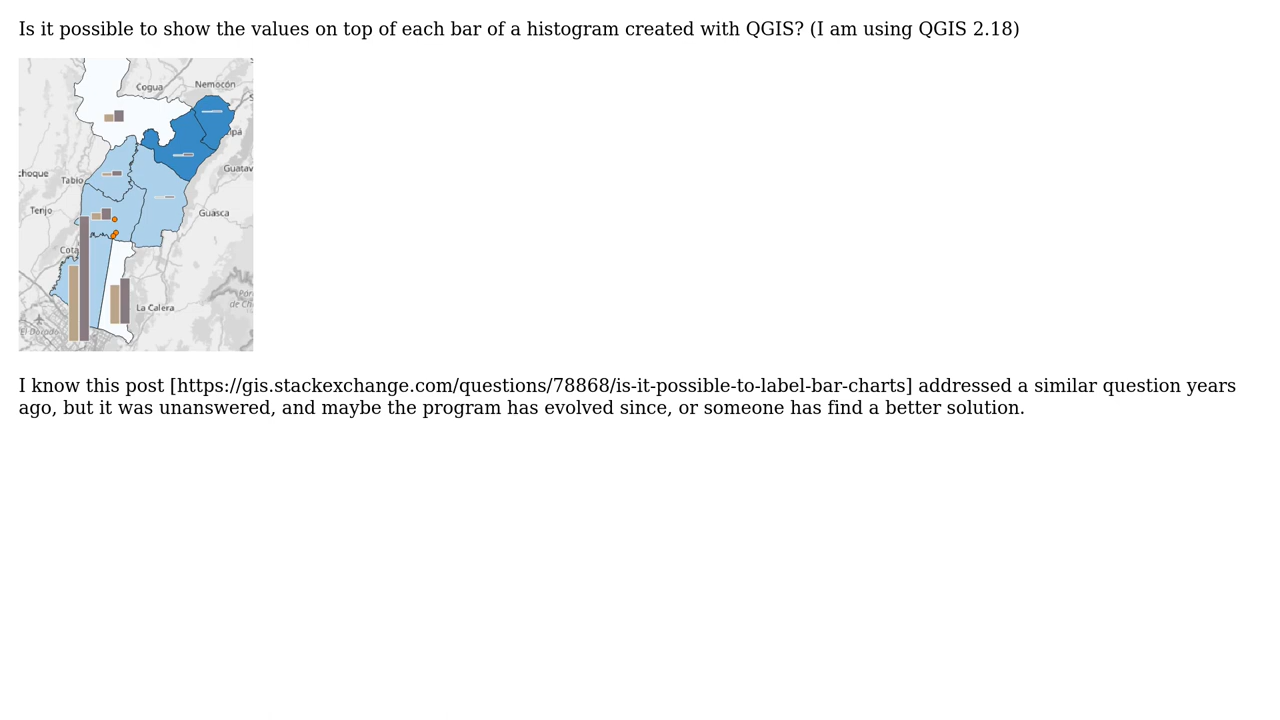 Is it possible to show the values on top of each bar of a histogram created with QGIS? (I am using QGIS 2.18)
Cogua
Nemocón
ipá
choque
Tabio
Guatav
Tenjo
Guasca
Cota
La Calera
El Dorado
I know this post [https://gis.stackexchange.com/questions/78868/is-it-possible-to-label-bar-charts] addressed a similar question years
ago, but it was unanswered, and maybe the program has evolved since, or someone has find a better solution.